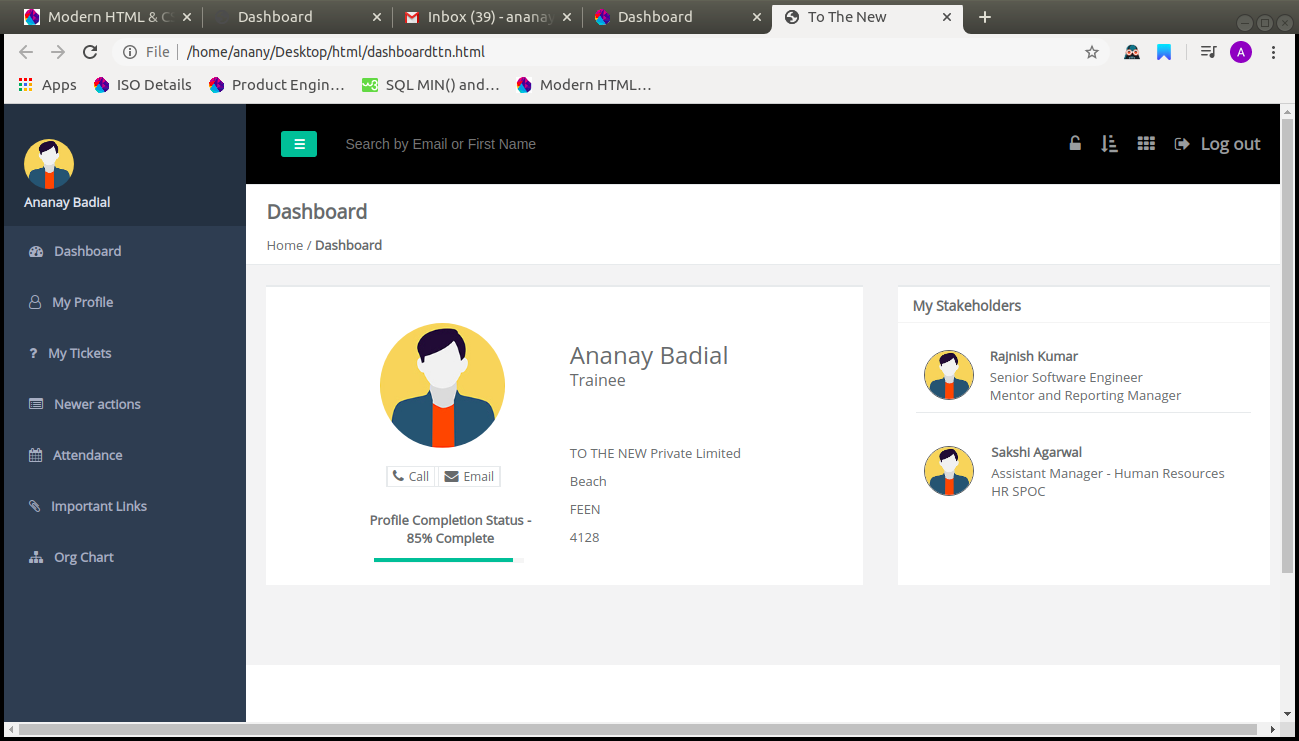 Modern HTML & CS
Dashboard
Inbox (39) - ananay
Dashboard
To The New
File /home/anany/Desktop/html/dashboardttn.html
A
Apps ISO Details Product Engin… SQL MIN() and… Modern HTML…
Ananay Badial
Dashboard
My Profile
My Tickets
Newer actions
Attendance
Important Links
Org Chart
Search by Email or First Name
Log out
Dashboard
Home / Dashboard
Ananay Badial
Trainee
TO THE NEW Private Limited
Beach
FEEN
4128
Call
Email
Profile Completion Status -
85% Complete
My Stakeholders
Rajnish Kumar
Senior Software Engineer
Mentor and Reporting Manager
Sakshi Agarwal
Assistant Manager - Human Resources
HR SPOC